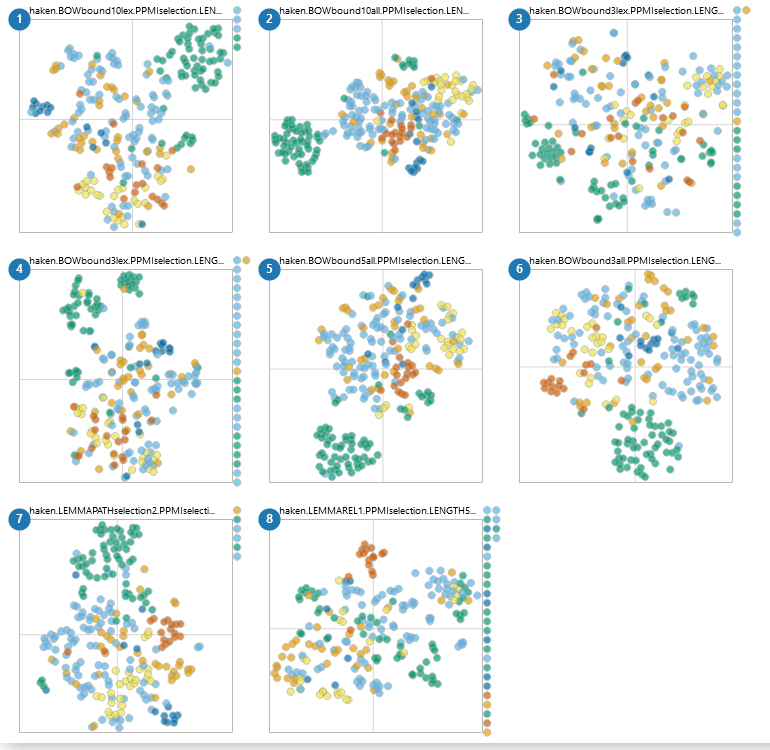 1 haken.BOWbound10lex.PPMIselection.LEN...
2 haken.BOWbound10all.PPMIselection.LEN...
3 haken.BOWbound3lex.PPMIselection.LENG...
4 haken.BOWbound3lex.PPMIselection.LENG...
5 haken.BOWbound5all.PPMIselection.LENG...
6 haken.BOWbound3all.PPMIselection.LENG...
7 haken.LEMMAPATHselection2.PPMIselecti...
8 haken.LEMMAREL1.PPMIselection.LENGTH5...